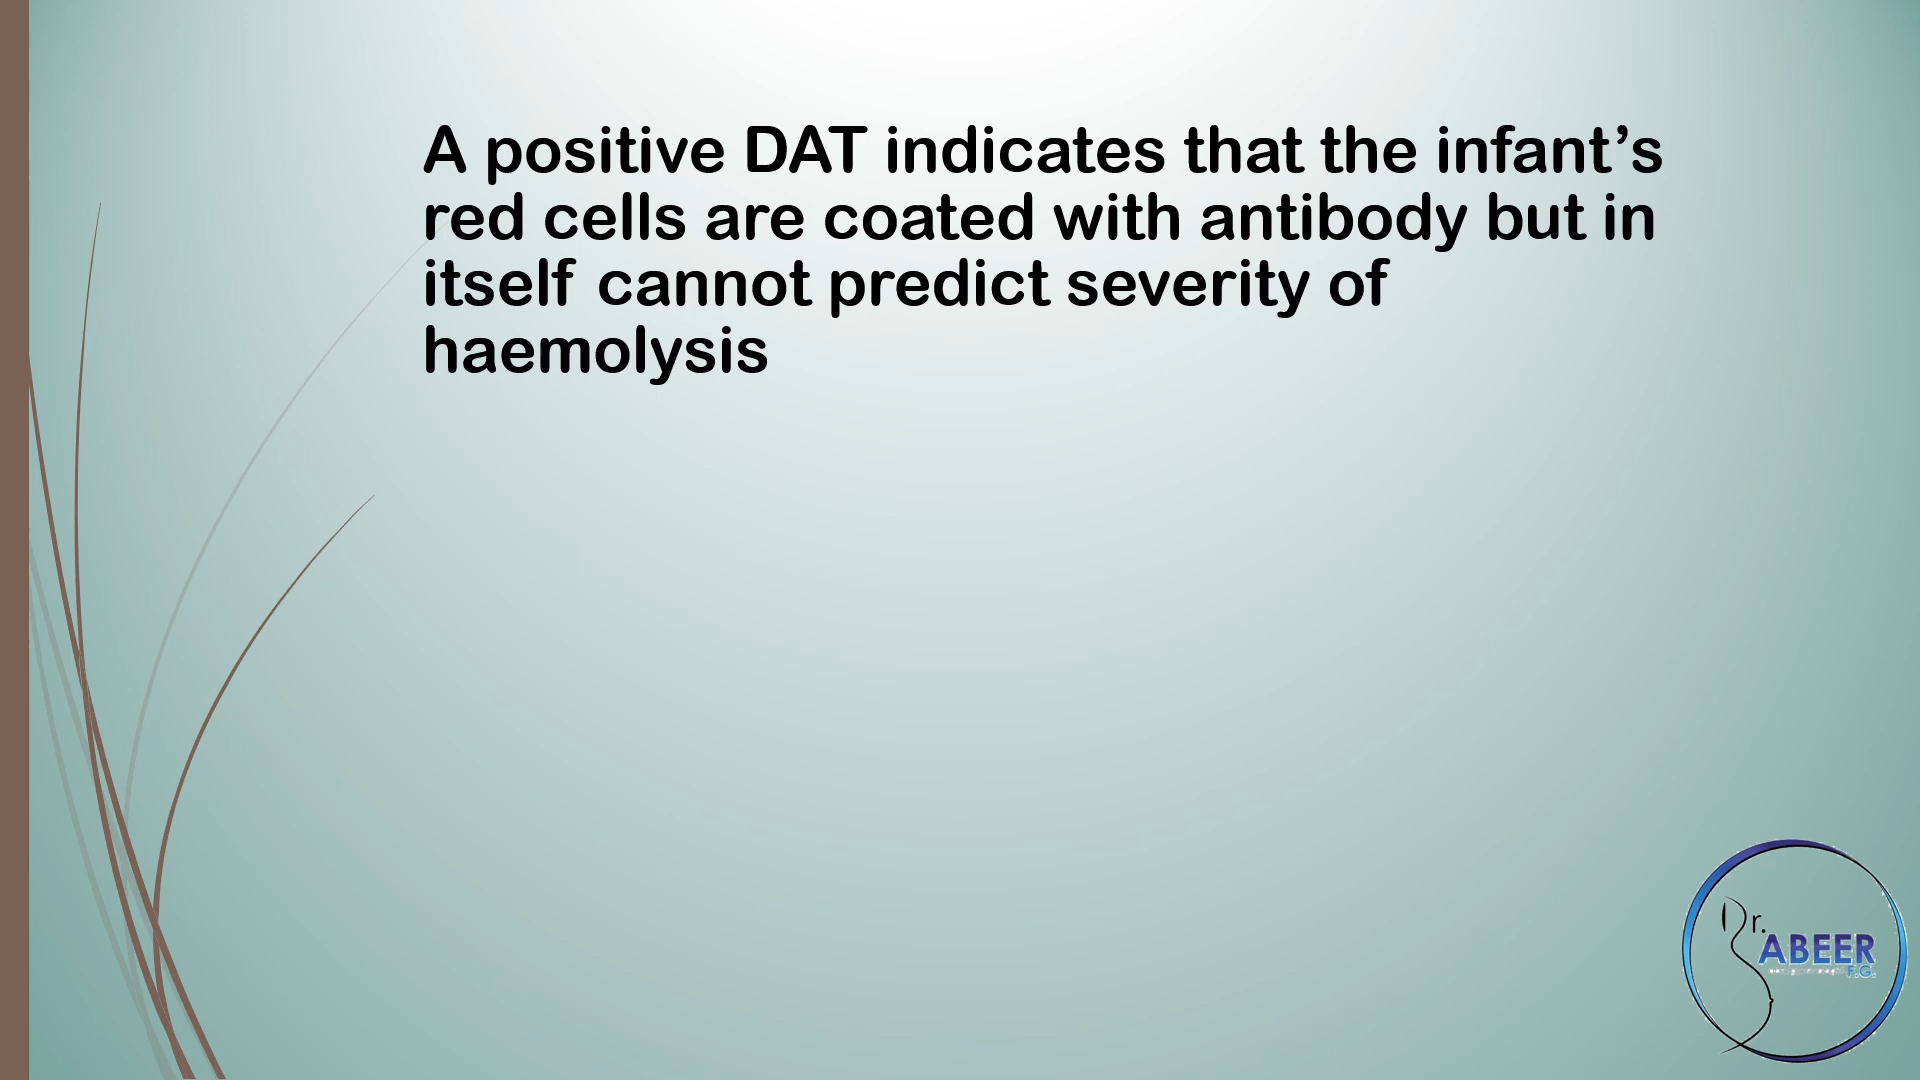 A positive DAT indicates that the infant’s
red cells are coated with antibody but in
itself cannot predict severity of
haemolysis
Dr.
ABEER
F.G.